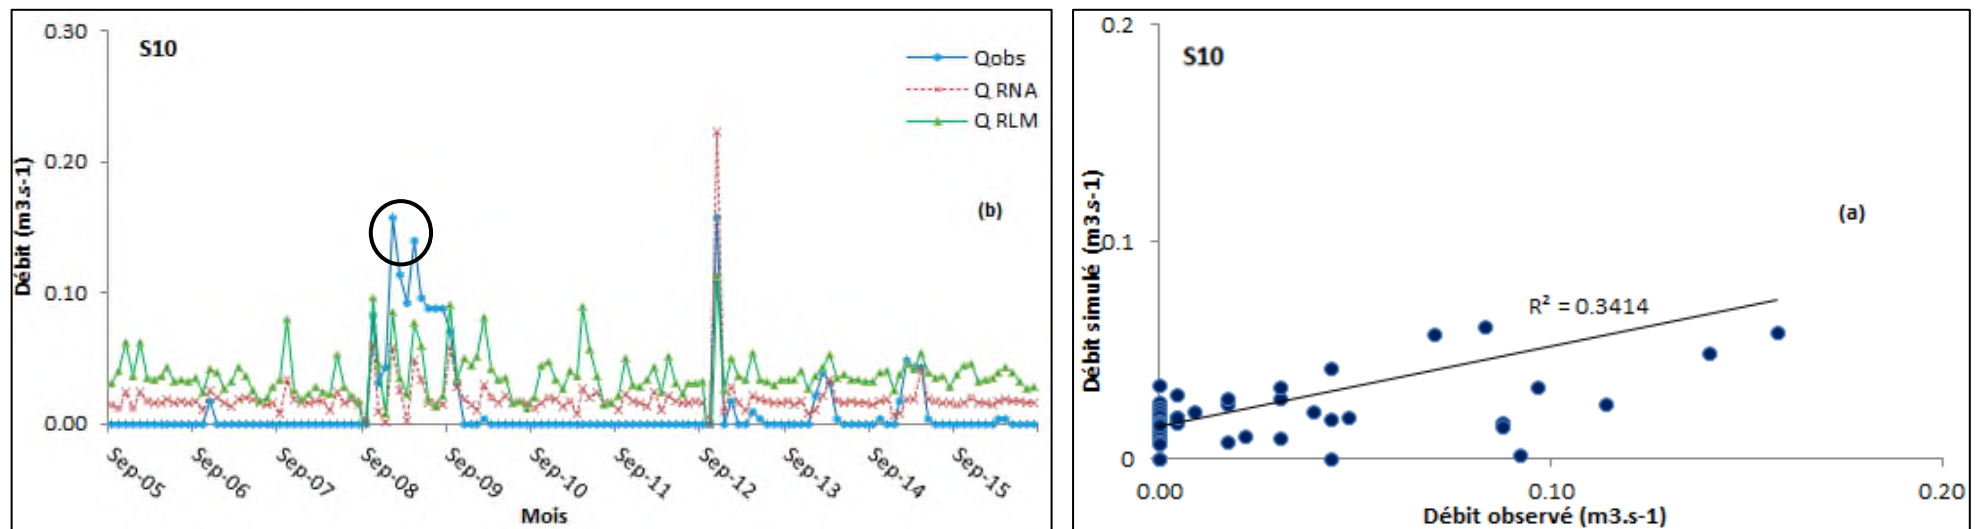 S10
Qobs
Q RNA
Q RLM
0.30
0.20
0.10
0.00
Débit (m3.s-1)
(b)
Sep-05
Sep-06
Sep-07
Sep-08
Sep-09
Sep-10
Sep-11
Sep-12
Sep-13
Sep-14
Sep-15
Mois
S10
0.2
0.1
0
Débit simulé (m3.s-1)
(a)
R² = 0.3414
0.00
0.10
0.20
Débit observé (m3.s-1)